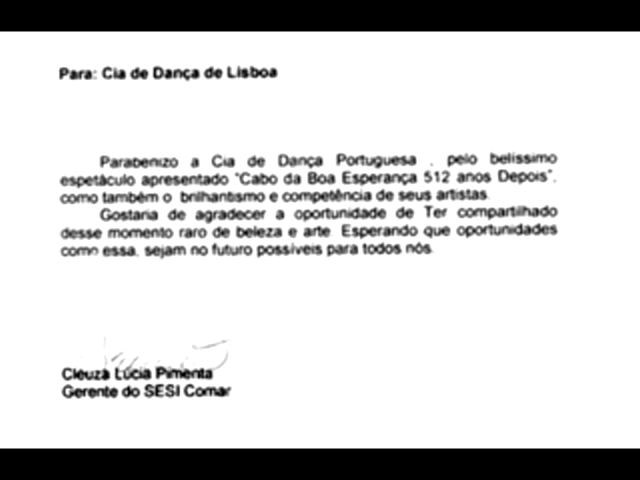 Para: Cia de Dança de Lisboa
Parabenizo a Cia de Dança Portuguesa , pelo belíssimo
espetáculo apresentado "Cabo da Boa Esperança 512 anos Depois",
como também o brilhantismo e competência de seus artistas.
Gostaria de agradecer a oportunidade de Ter compartilhado
desse momento raro de beleza e arte. Esperando que oportunidades
como essa, sejam no futuro possíveis para todos nós.
Cleuza Lúcia Pimenta
Gerente do SESI Comar